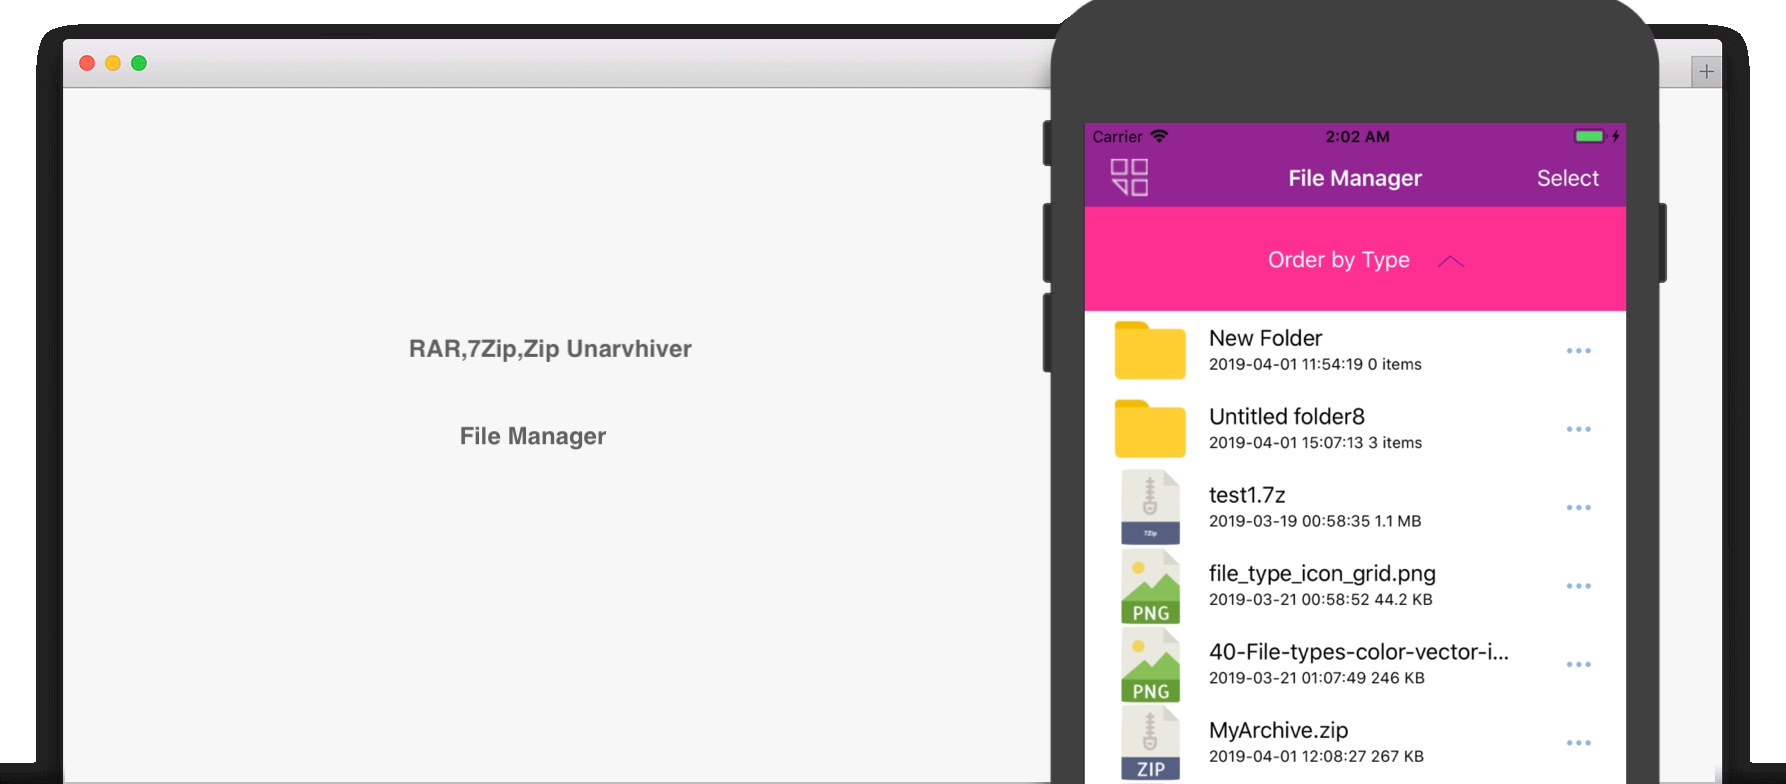 RAR,7Zip,Zip Unarvhiver
File Manager
Carrier 2:02 AM
File Manager Select
Order by Type
New Folder
2019-04-01 11:54:19 0 items
Untitled folder8
2019-04-01 15:07:13 3 items
test1.7z
2019-03-19 00:58:35 1.1 MB
7Zip
file_type_icon_grid.png
2019-03-21 00:58:52 44.2 KB
PNG
40-File-types-color-vector-i...
2019-03-21 01:07:49 246 KB
PNG
MyArchive.zip
2019-04-01 12:08:27 267 KB
ZIP